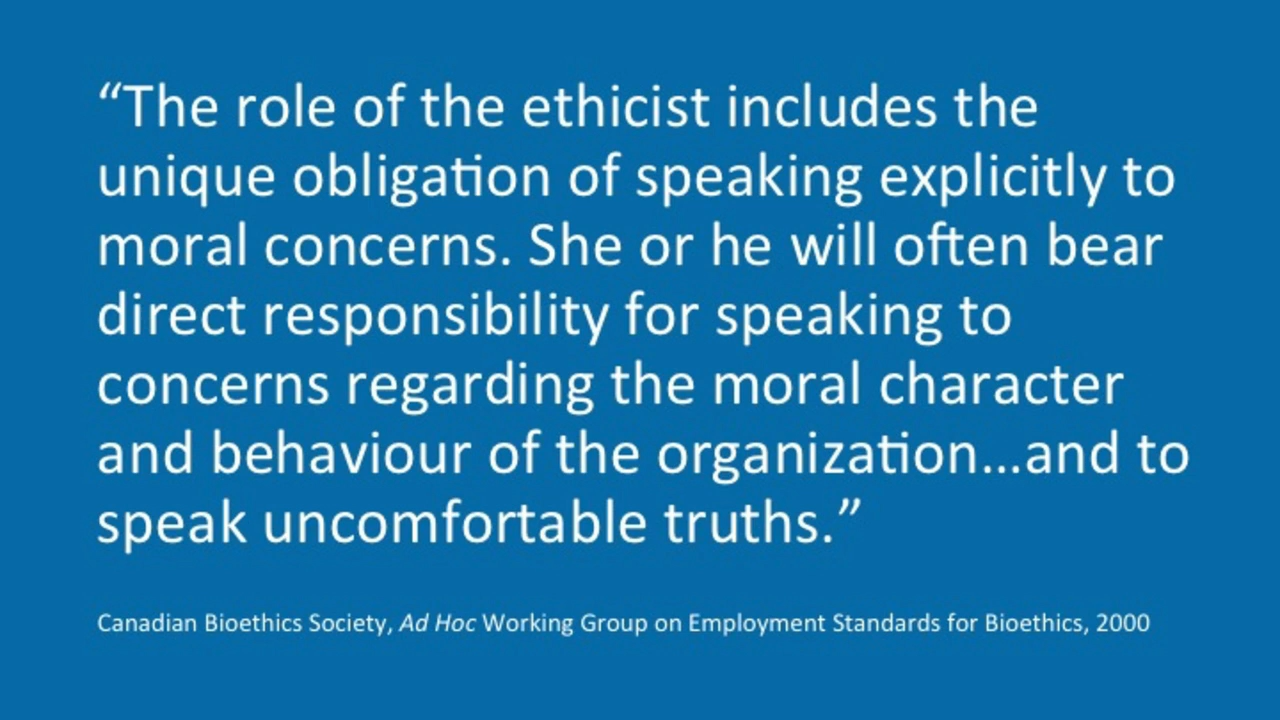 “The role of the ethicist includes the
unique obligation of speaking explicitly to
moral concerns. She or he will often bear
direct responsibility for speaking to
concerns regarding the moral character
and behaviour of the organization…and to
speak uncomfortable truths.”
Canadian Bioethics Society, Ad Hoc Working Group on Employment Standards for Bioethics, 2000